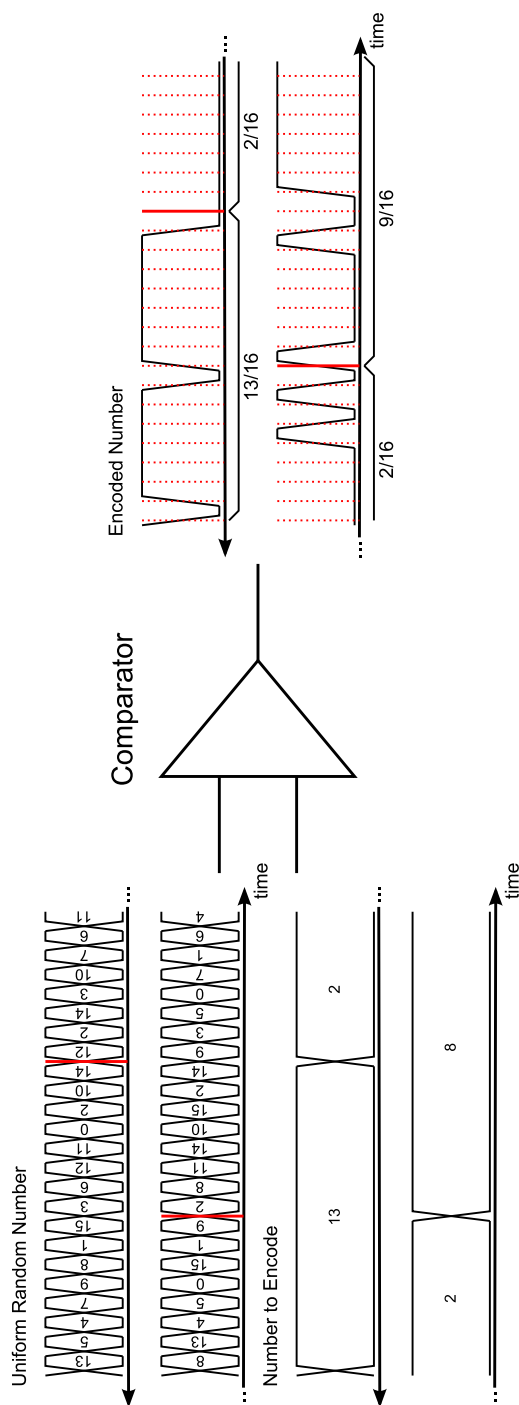 Uniform Random Number
13 5 4 7 9 8 1 15 3 6 12 11 0 2 10 14 12 2 14 3 10 7 6 11
...
8 13 4 5 0 15 1 9 2 8 11 14 10 15 2 14 9 3 5 0 7 1 6 4
... time
Number to Encode
13 2
...
2 8
... time
Comparator
Encoded Number
...
13/16 2/16
... time
2/16 9/16